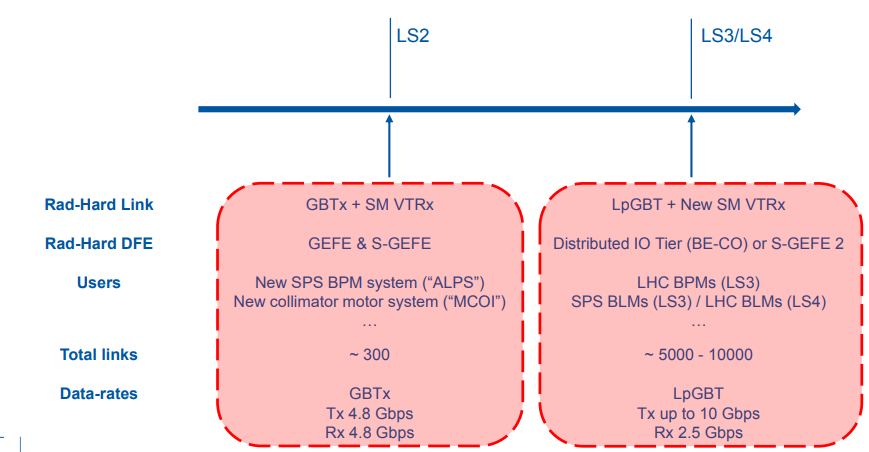 LS2
LS3/LS4
Rad-Hard Link
GBTx + SM VTRx
LpGBT + New SM VTRx
Rad-Hard DFE
GEFE & S-GEFE
Distributed IO Tier (BE-CO) or S-GEFE 2
Users
New SPS BPM system (“ALPS”)
LHC BPMs (LS3)
New collimator motor system (“MCOI”)
SPS BLMs (LS3) / LHC BLMs (LS4)
…
…
Total links
~ 300
~ 5000 - 10000
Data-rates
GBTx
LpGBT
Tx 4.8 Gbps
Tx up to 10 Gbps
Rx 4.8 Gbps
Rx 2.5 Gbps